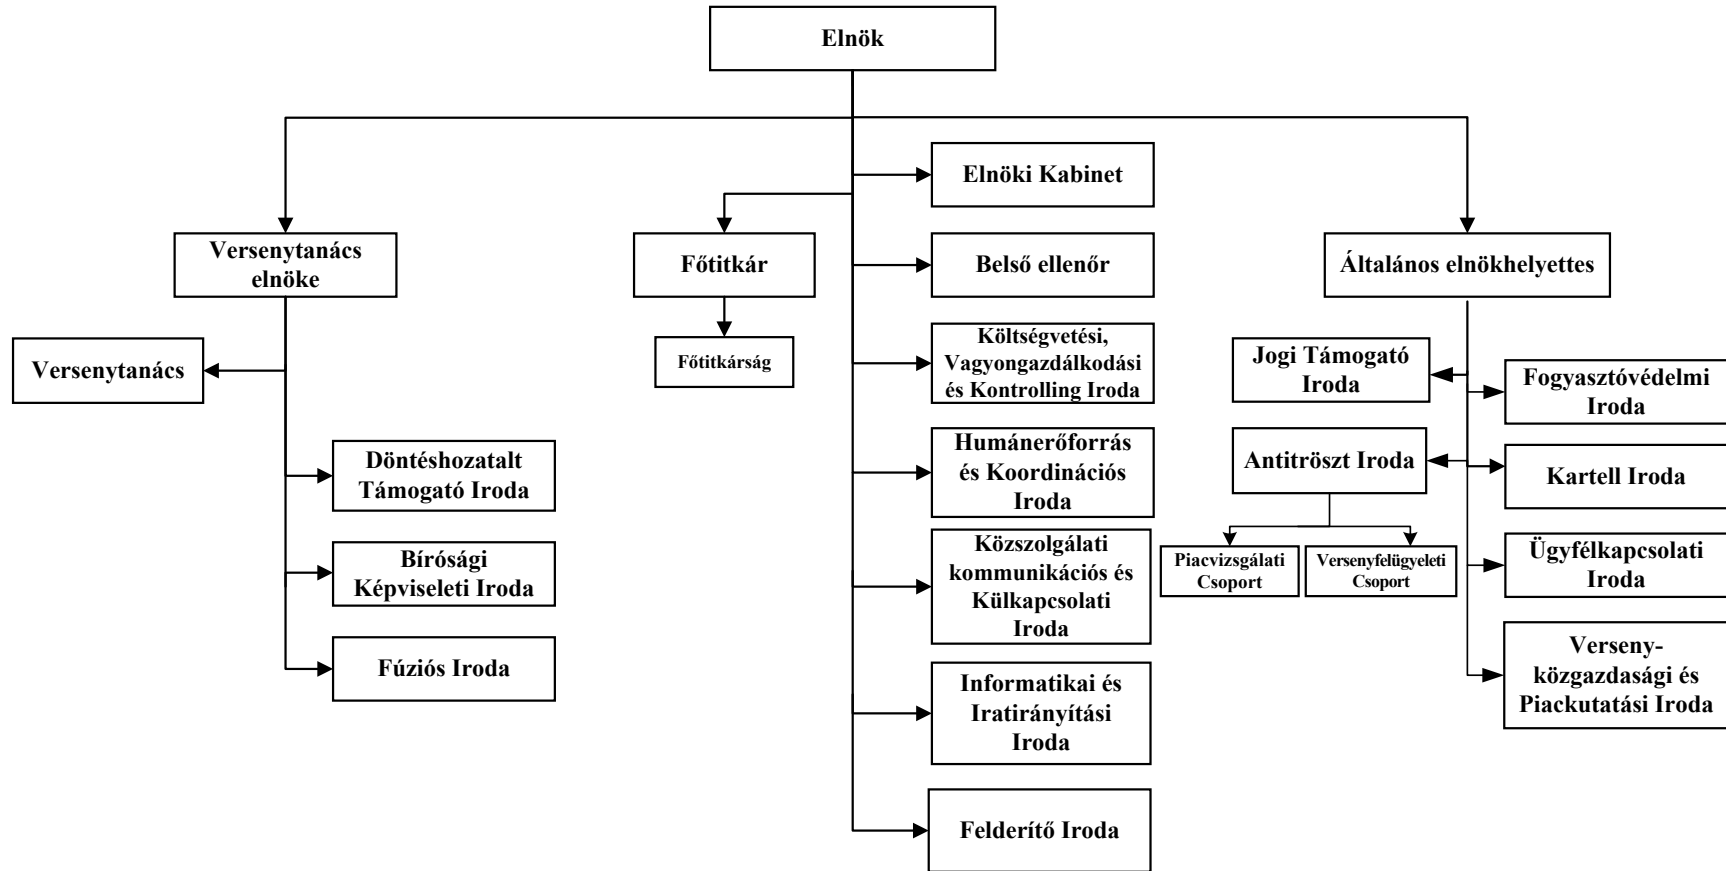 Elnök
Elnöki Kabinet
Versenytanács
elnöke
Főtitkár
Belső ellenőr
Általános elnökhelyettes
Versenytanács
Főtitkárság
Költségvetési,
Vagyongazdálkodási
és Kontrolling Iroda
Jogi Támogató
Iroda
Fogyasztóvédelmi
Iroda
Döntéshozatalt
Támogató Iroda
Humánerőforrás
és Koordinációs
Iroda
Antitröszt Iroda
Kartell Iroda
Bírósági
Képviseleti Iroda
Közszolgálati
kommunikációs és
Külkapcsolati
Iroda
Piacvizsgálati
Csoport
Versenyfelügyeleti
Csoport
Ügyfélkapcsolati
Iroda
Fúziós Iroda
Informatikai és
Iratirányítási
Iroda
Verseny-
közgazdasági és
Piackutatási Iroda
Felderítő Iroda